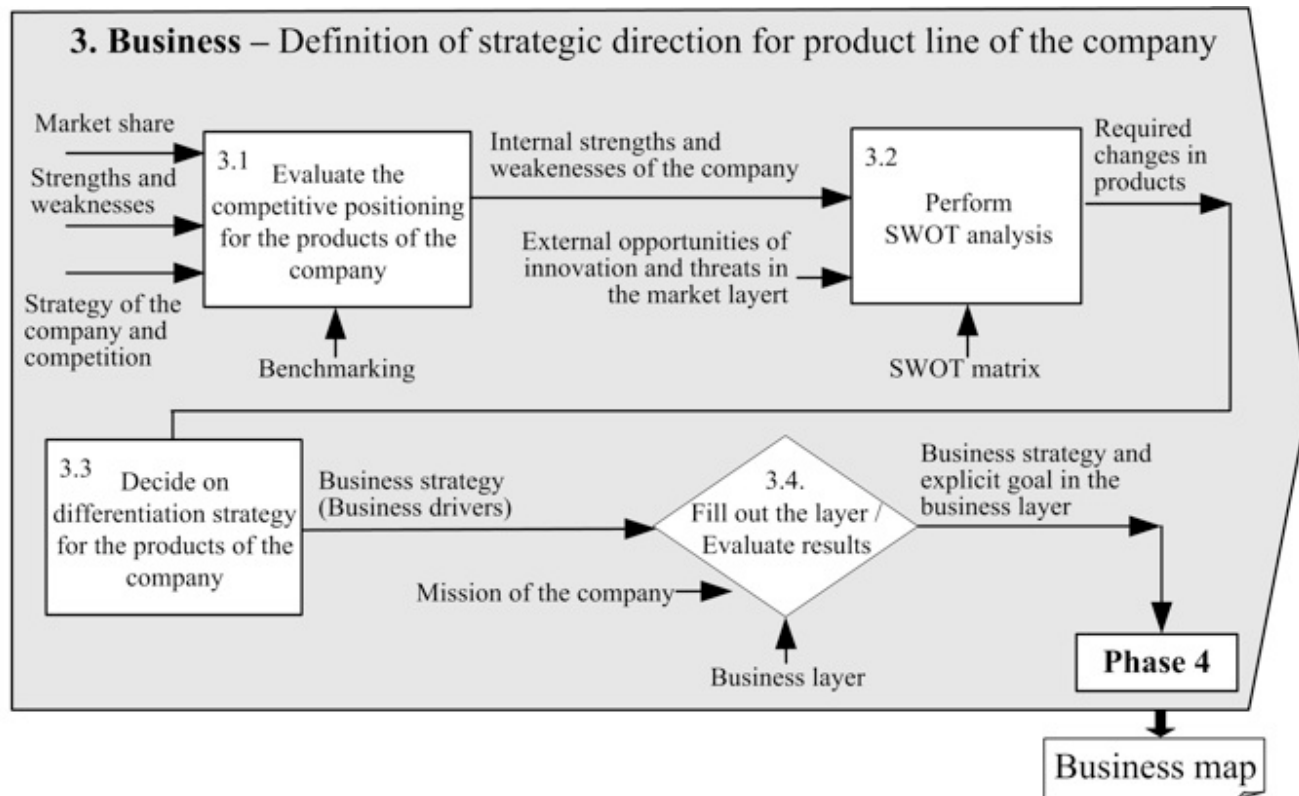 3. Business – Definition of strategic direction for product line of the company
Market share
Strengths and
weaknesses
Strategy of the
company and
competition
3.1
Evaluate the
competitive positioning
for the products of the
company
Benchmarking
Internal strengths and
weakenesses of the company
External opportunities of
innovation and threats in
the market layert
3.2
Perform
SWOT analysis
SWOT matrix
Required
changes in
products
3.3
Decide on
differentiation strategy
for the products of the
company
Business strategy
(Business drivers)
Mission of the company
3.4.
Fill out the layer /
Evaluate results
Business layer
Business strategy and
explicit goal in the
business layer
Phase 4
Business map